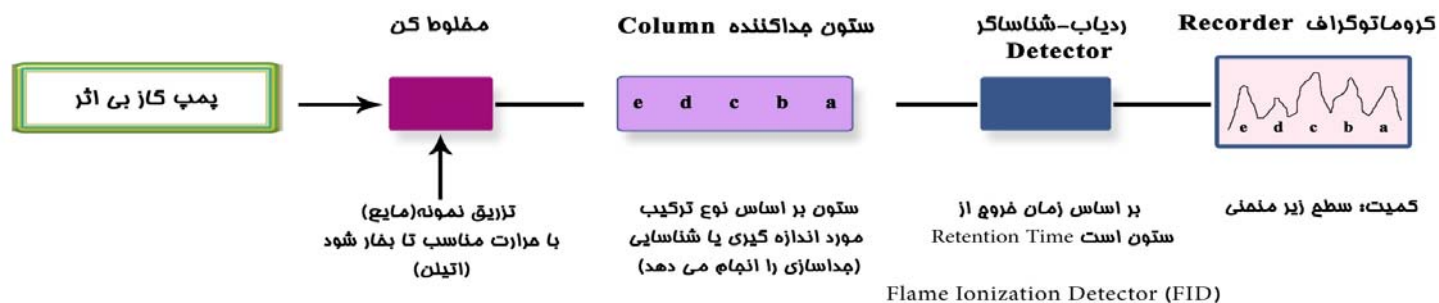 مخلوط کن
ستون جداکننده Column
ردیاب-شناساگر
Detector
کروماتوگراف Recorder
پمپ گاز بی اثر
e d c b a
e d c b a
تزریق نمونه(مایع)
با حرارت مناسب تا بخار شود
(اتیلن)
ستون بر اساس نوع ترکیب
مورد اندازه گیری یا شناسایی
(جداسازی را انجام می دهد)
بر اساس زمان خروج از
ستون است Retention Time
کمیت: سطح زیر منحنی
Flame Ionization Detector (FID)